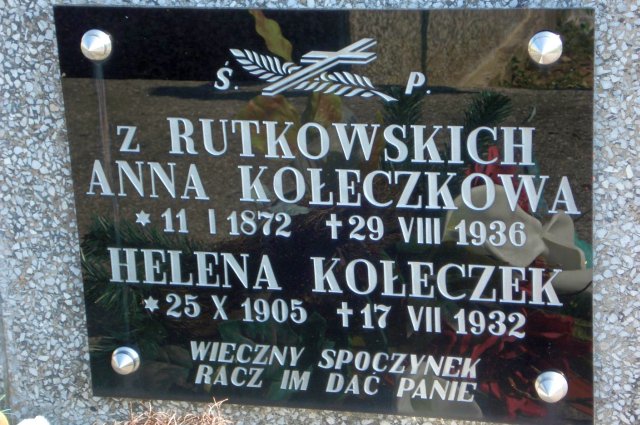 Ś. P.
z RUTKOWSKICH
ANNA KOŁECZKOWA
* 11 I 1872 † 29 VIII 1936
HELENA KOŁECZEK
* 25 X 1905 † 17 VII 1932
WIECZNY SPOCZYNEK
RACZ IM DAĆ PANIE